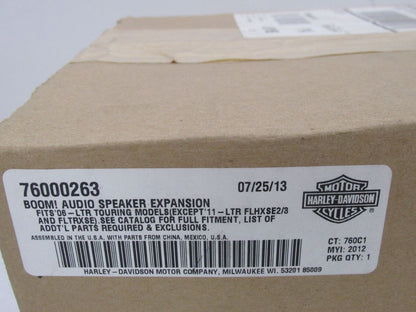 76000263 07/25/13
BOOM! AUDIO SPEAKER EXPANSION
FITS'06-LTR TOURING MODELS(EXCEPT'11-LTR FLHXSE2/3
AND FLTRXSE).SEE CATALOG FOR FULL FITMENT, LIST OF
ADDT'L PARTS REQUIRED & EXCLUSIONS.
ASSEMBLED IN THE U.S.A. WITH PARTS FROM CHINA, MEXICO, U.S.A.
MOTOR
HARLEY-DAVIDSON
CYCLES
®
CT: 760C1
MYI: 2012
PKG QTY: 1
HARLEY-DAVIDSON MOTOR COMPANY, MILWAUKEE WI. 53201 85009